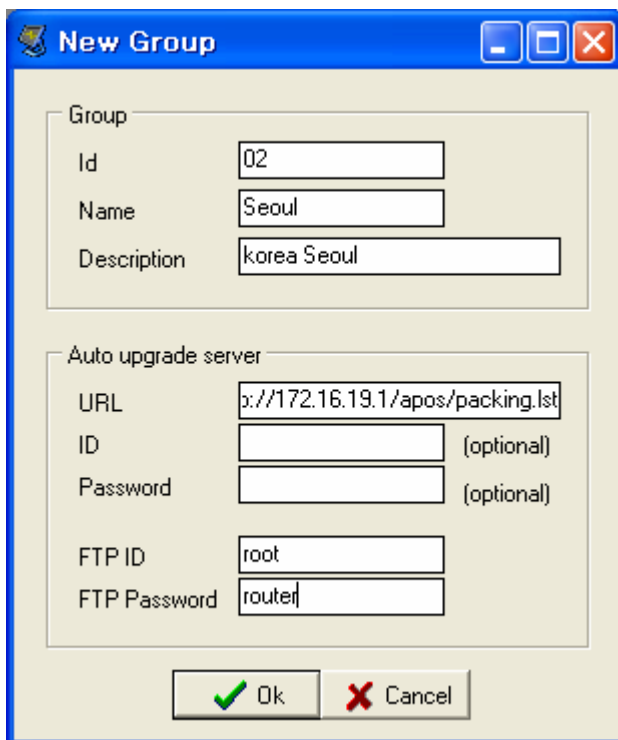 New Group
Group
Id 02
Name Seoul
Description korea Seoul
Auto upgrade server
URL p://172.16.19.1/apos/packing.lst
ID (optional)
Password (optional)
FTP ID root
FTP Password router
Ok Cancel